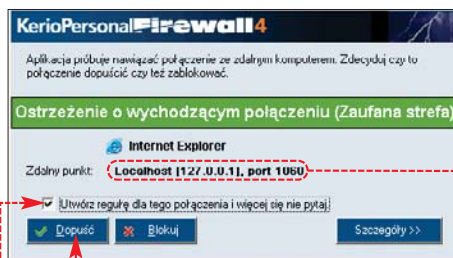 KerioPersonalFirewall4
Aplikacja próbuje nawiązać połączenie ze zdalnym komputerem. Zdecyduj czy to
połączenie dopuścić czy też zablokować.
Ostrzeżenie o wychodzącym połączeniu (Zaufana strefa)
Internet Explorer
Zdalny punkt: Localhost [127.0.0.1], port 1060
Utwórz regułę dla tego połączenia i więcej się nie pytaj
Dopuść Blokuj Szczegóły >>